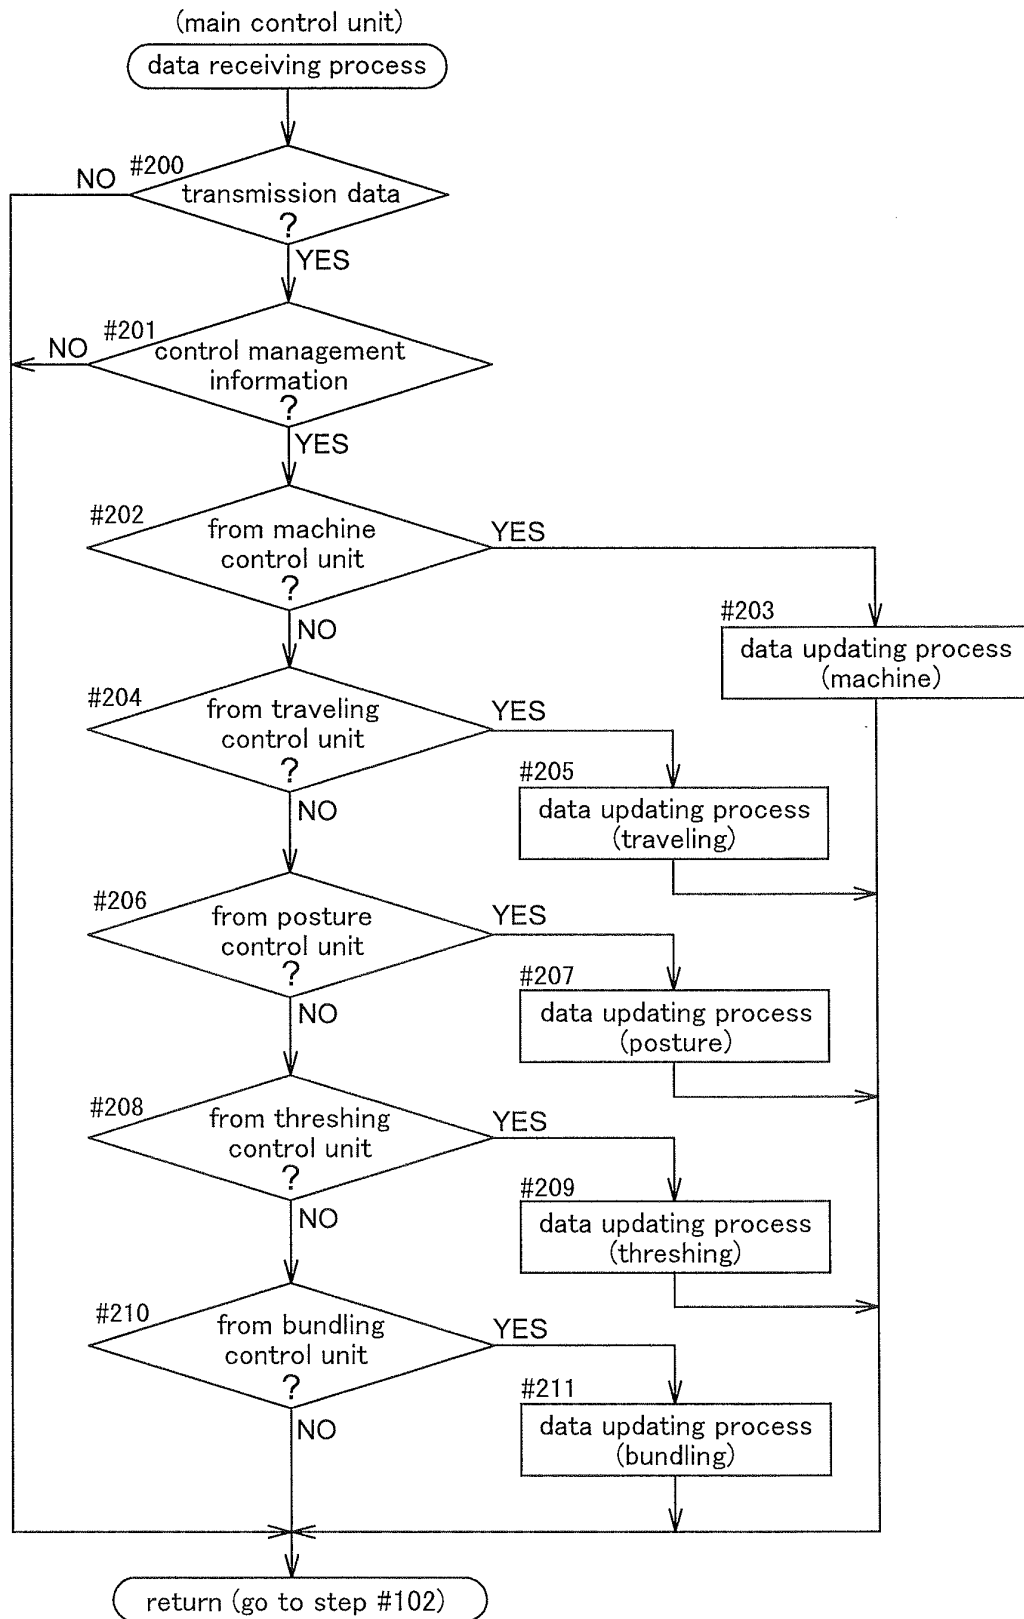 (main control unit)
data receiving process
#200
NO
transmission data
?
YES
#201
NO
control management
information
?
YES
#202
from machine
control unit
?
YES
NO
#203
data updating process
(machine)
#204
from traveling
control unit
?
YES
NO
#205
data updating process
(traveling)
#206
from posture
control unit
?
YES
NO
#207
data updating process
(posture)
#208
from threshing
control unit
?
YES
NO
#209
data updating process
(threshing)
#210
from bundling
control unit
?
YES
NO
#211
data updating process
(bundling)
return (go to step #102)